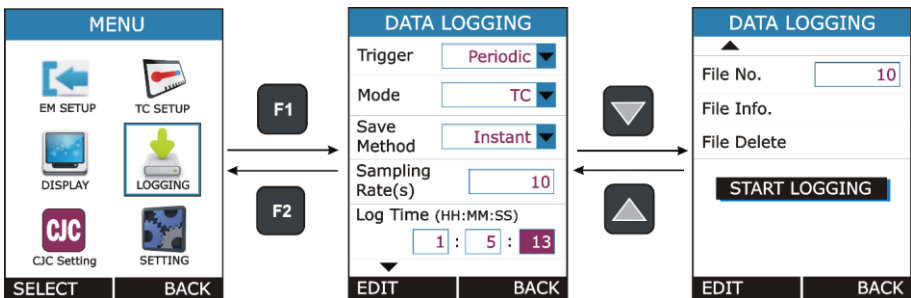 MENU
EM SETUP
TC SETUP
DISPLAY
LOGGING
CJC
CJC Setting
SETTING
SELECT BACK
F1
F2
DATA LOGGING
Trigger Periodic
Mode TC
Save
Method Instant
Sampling
Rate(s) 10
Log Time (HH:MM:SS)
1 : 5 : 13
EDIT BACK
DATA LOGGING
File No. 10
File Info.
File Delete
START LOGGING
EDIT BACK